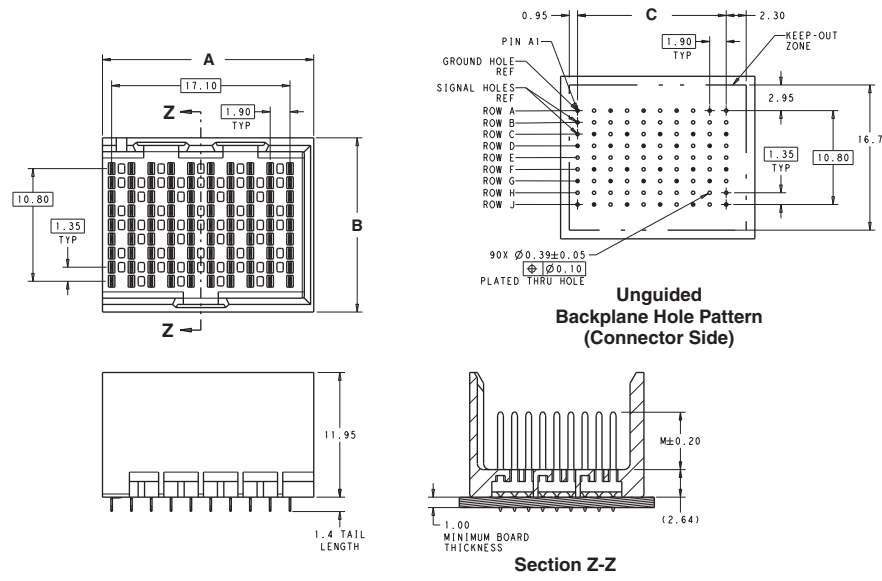 A
17.10
Z
1.90
TYP
10.80
1.35
TYP
B
Z
0.95
C
2.30
PIN A1
1.90
TYP
KEEP-OUT
ZONE
GROUND HOLE
REF
SIGNAL HOLES
REF
ROW A
ROW B
ROW C
ROW D
ROW E
ROW F
ROW G
ROW H
ROW J
2.95
16.7
1.35
TYP
10.80
90X Ø0.39±0.05
⌖ Ø0.10
PLATED THRU HOLE
Unguided
Backplane Hole Pattern
(Connector Side)
11.95
1.4 TAIL
LENGTH
M±0.20
(2.64)
1.00
MINIMUM BOARD
THICKNESS
Section Z-Z